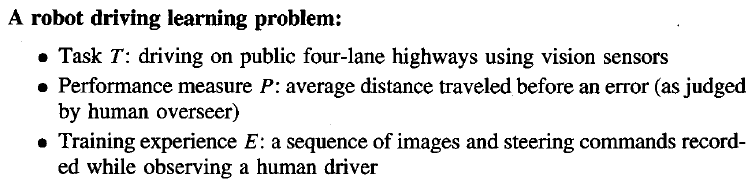 A robot driving learning problem:
• Task T: driving on public four-lane highways using vision sensors
• Performance measure P: average distance traveled before an error (as judged
by human overseer)
• Training experience E: a sequence of images and steering commands record-
ed while observing a human driver